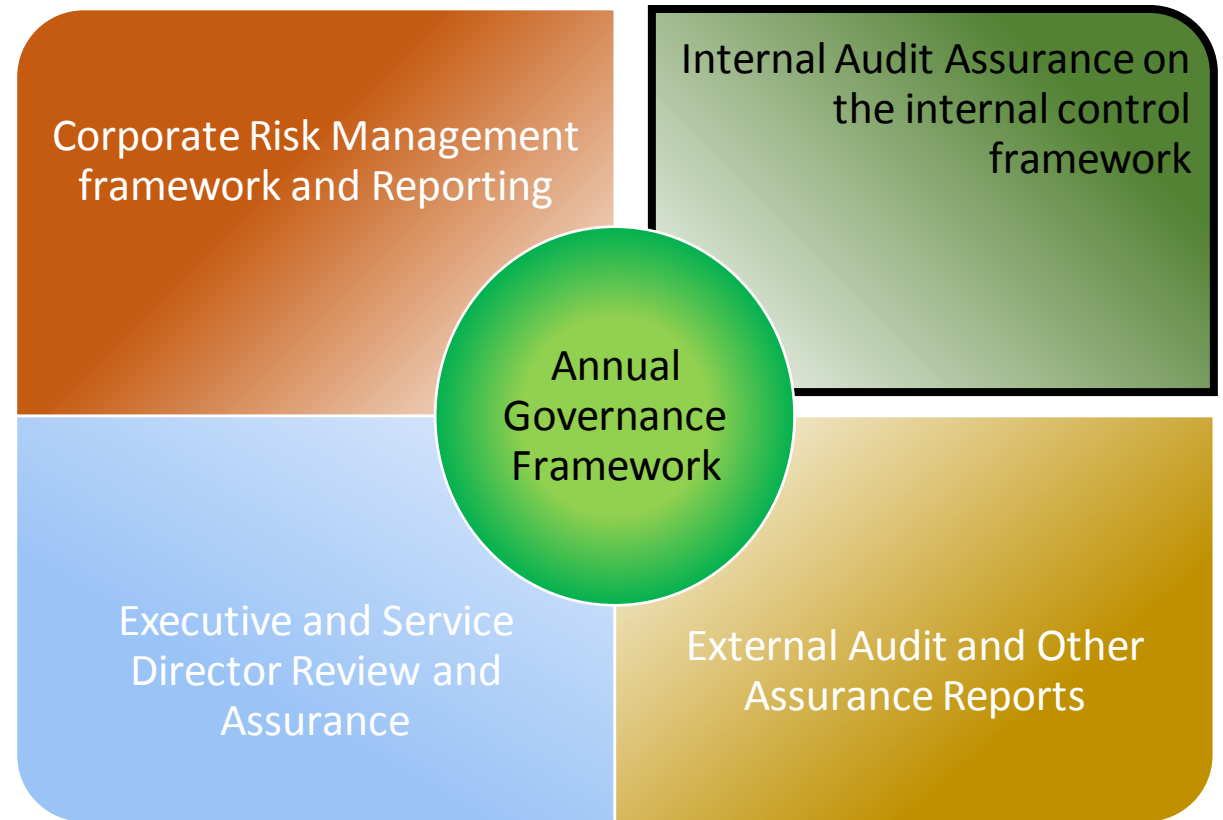 Corporate Risk Management
framework and Reporting
Internal Audit Assurance on
the internal control
framework
Annual
Governance
Framework
Executive and Service
Director Review and
Assurance
External Audit and Other
Assurance Reports